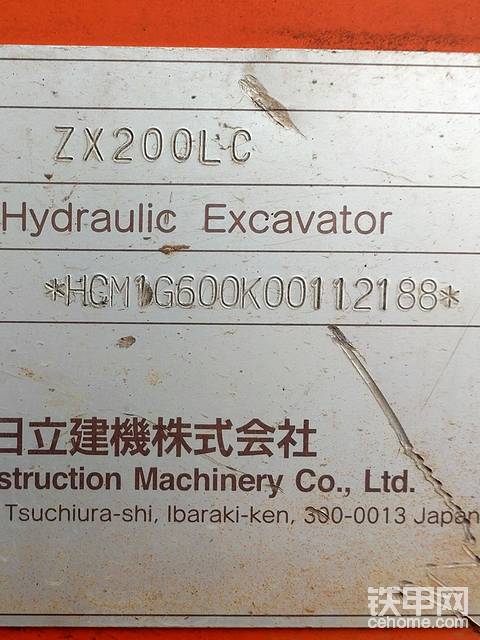 ZX200LC
Hydraulic Excavator
*HCM1G600K00112188*
日立建機株式会社
struction Machinery Co., Ltd.
Tsuchiura-shi, Ibaraki-ken, 300-0013 Japan
铁甲网
cehome.com